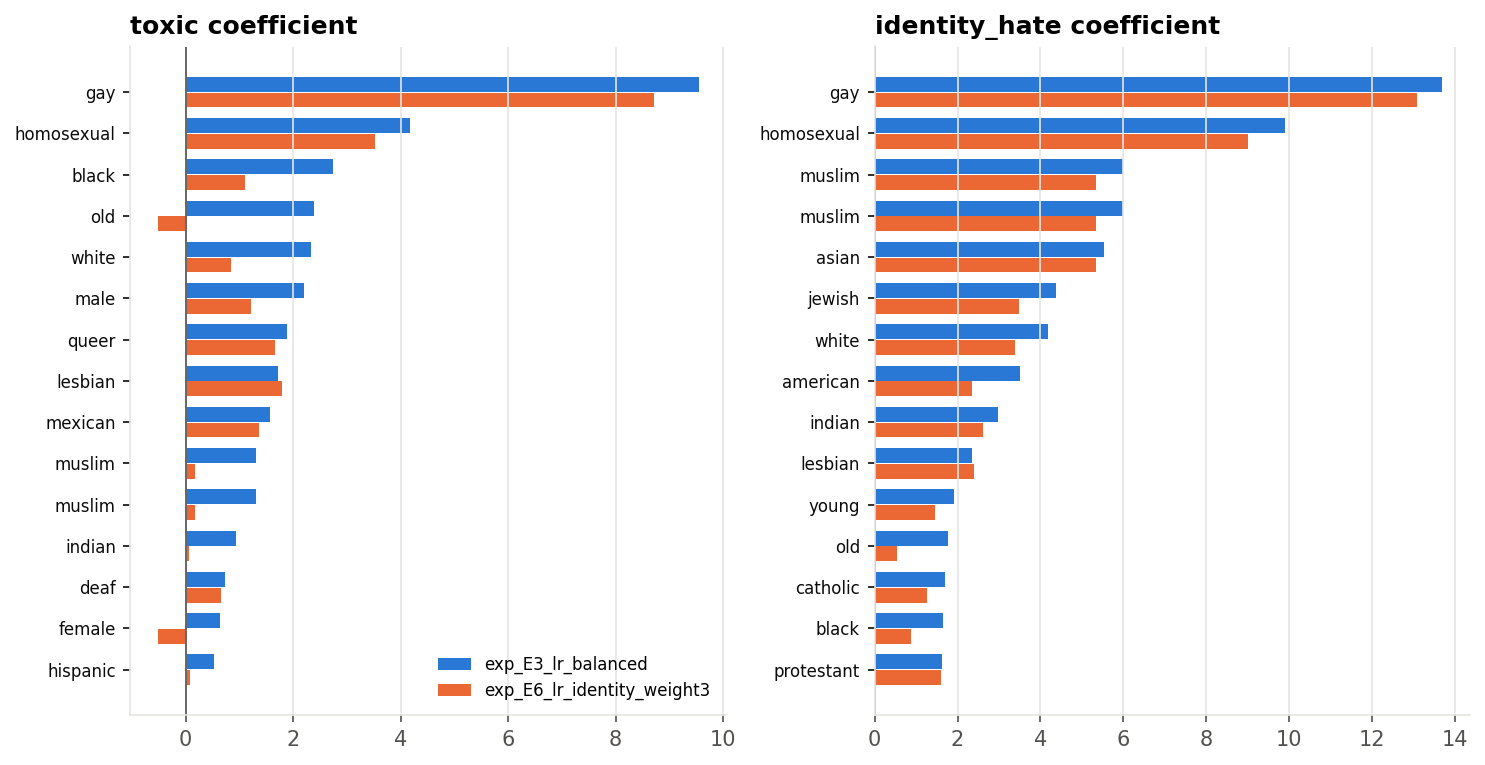 toxic coefficient
gay
homosexual
black
old
white
male
queer
lesbian
mexican
muslim
muslim
indian
deaf
female
hispanic
0 2 4 6 8 10
exp_E3_lr_balanced
exp_E6_lr_identity_weight3
identity_hate coefficient
gay
homosexual
muslim
muslim
asian
jewish
white
american
indian
lesbian
young
old
catholic
black
protestant
0 2 4 6 8 10 12 14